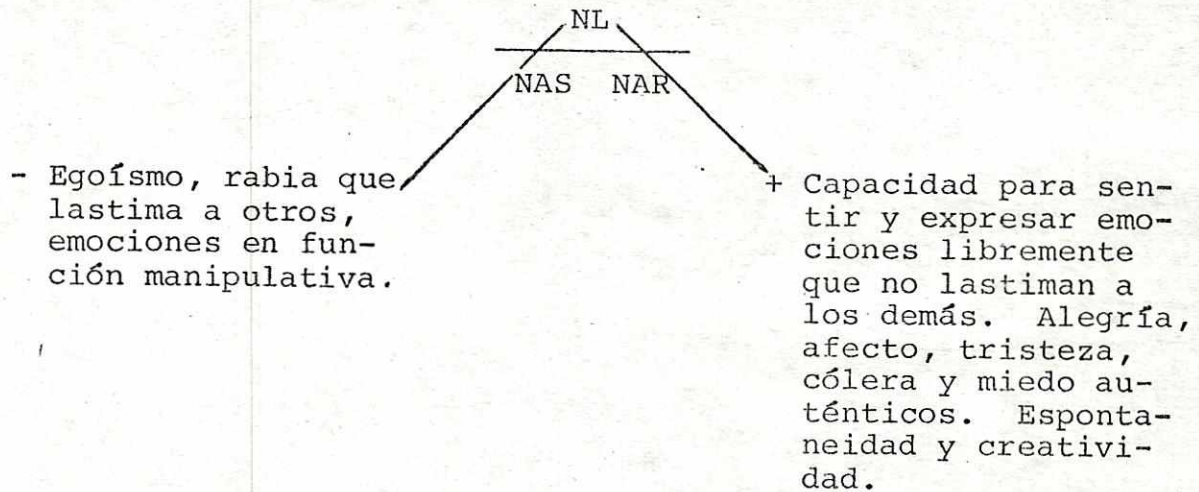 NL
NAS NAR
- Egoísmo, rabia que
lastima a otros,
emociones en fun-
ción manipulativa.
+ Capacidad para sen-
tir y expresar emo-
ciones libremente
que no lastiman a
los demás. Alegría,
afecto, tristeza,
cólera y miedo au-
ténticos. Esponta-
neidad y creativi-
dad.